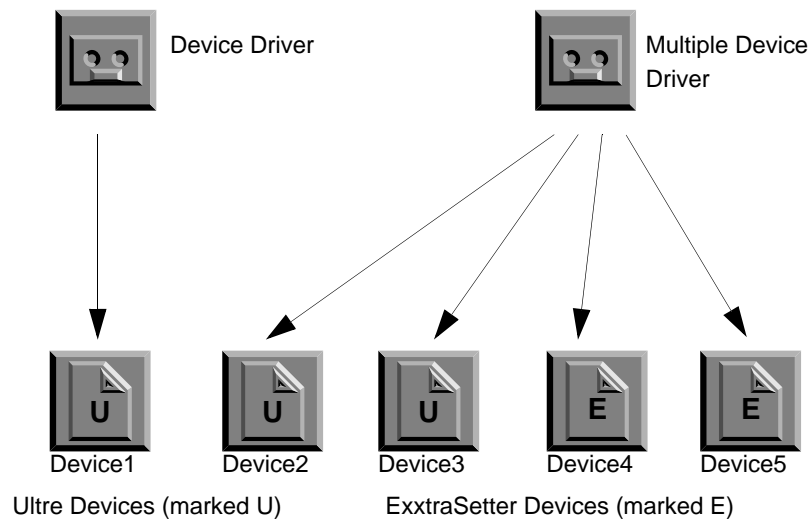 Device Driver
Multiple Device
Driver
U
U
U
E
E
Device1
Device2
Device3
Device4
Device5
Ultre Devices (marked U)
ExxtraSetter Devices (marked E)